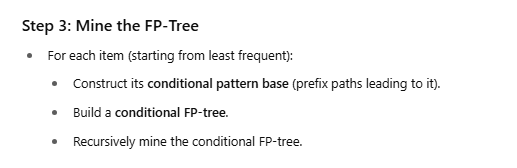 Step 3: Mine the FP-Tree
• For each item (starting from least frequent):
• Construct its conditional pattern base (prefix paths leading to it).
• Build a conditional FP-tree.
• Recursively mine the conditional FP-tree.